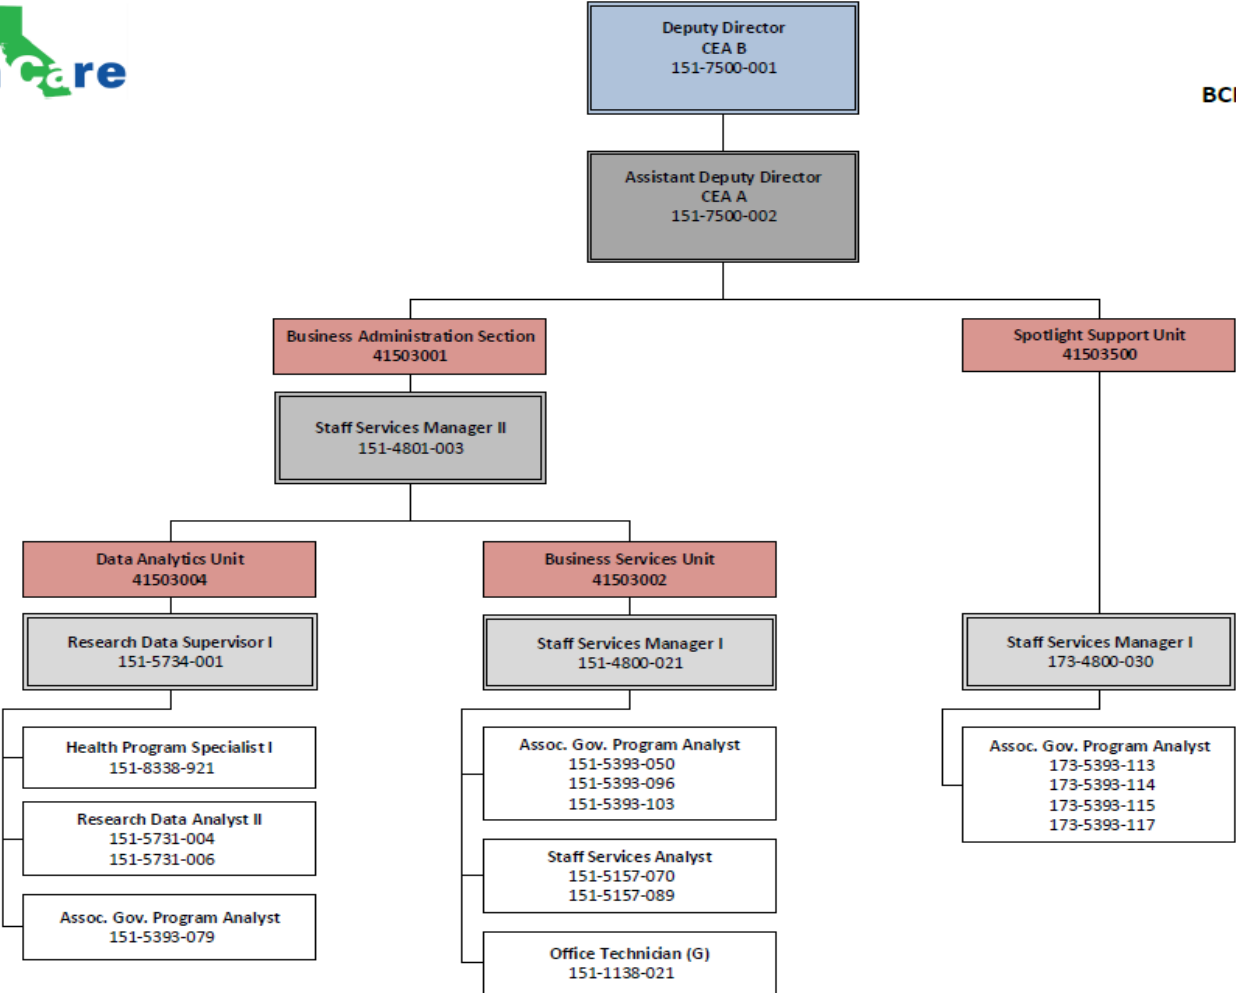 Care
Deputy Director
CEA B
151-7500-001
Assistant Deputy Director
CEA A
151-7500-002
Business Administration Section
41503001
Spotlight Support Unit
41503500
Staff Services Manager II
151-4801-003
Data Analytics Unit
41503004
Business Services Unit
41503002
Research Data Supervisor I
151-5734-001
Staff Services Manager I
151-4800-021
Staff Services Manager I
173-4800-030
Health Program Specialist I
151-8338-921
Research Data Analyst II
151-5731-004
151-5731-006
Assoc. Gov. Program Analyst
151-5393-079
Assoc. Gov. Program Analyst
151-5393-050
151-5393-096
151-5393-103
Staff Services Analyst
151-5157-070
151-5157-089
Office Technician (G)
151-1138-021
Assoc. Gov. Program Analyst
173-5393-113
173-5393-114
173-5393-115
173-5393-117